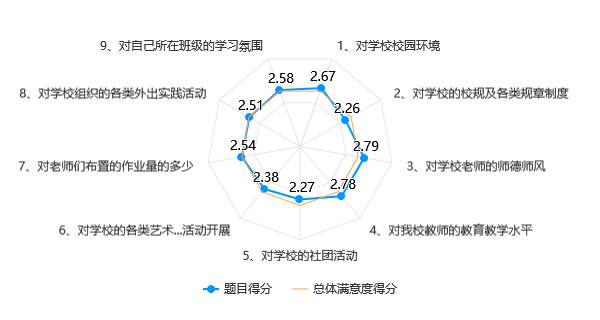 9、对自己所在班级的学习氛围
1、对学校校园环境
8、对学校组织的各类外出实践活动
2、对学校的校规及各类规章制度
7、对老师们布置的作业量的多少
3、对学校老师的师德师风
6、对学校的各类艺术...活动开展
4、对我校教师的教育教学水平
5、对学校的社团活动
2.58
2.67
2.51
2.26
2.54
2.79
2.38
2.27
2.78
题目得分
总体满意度得分